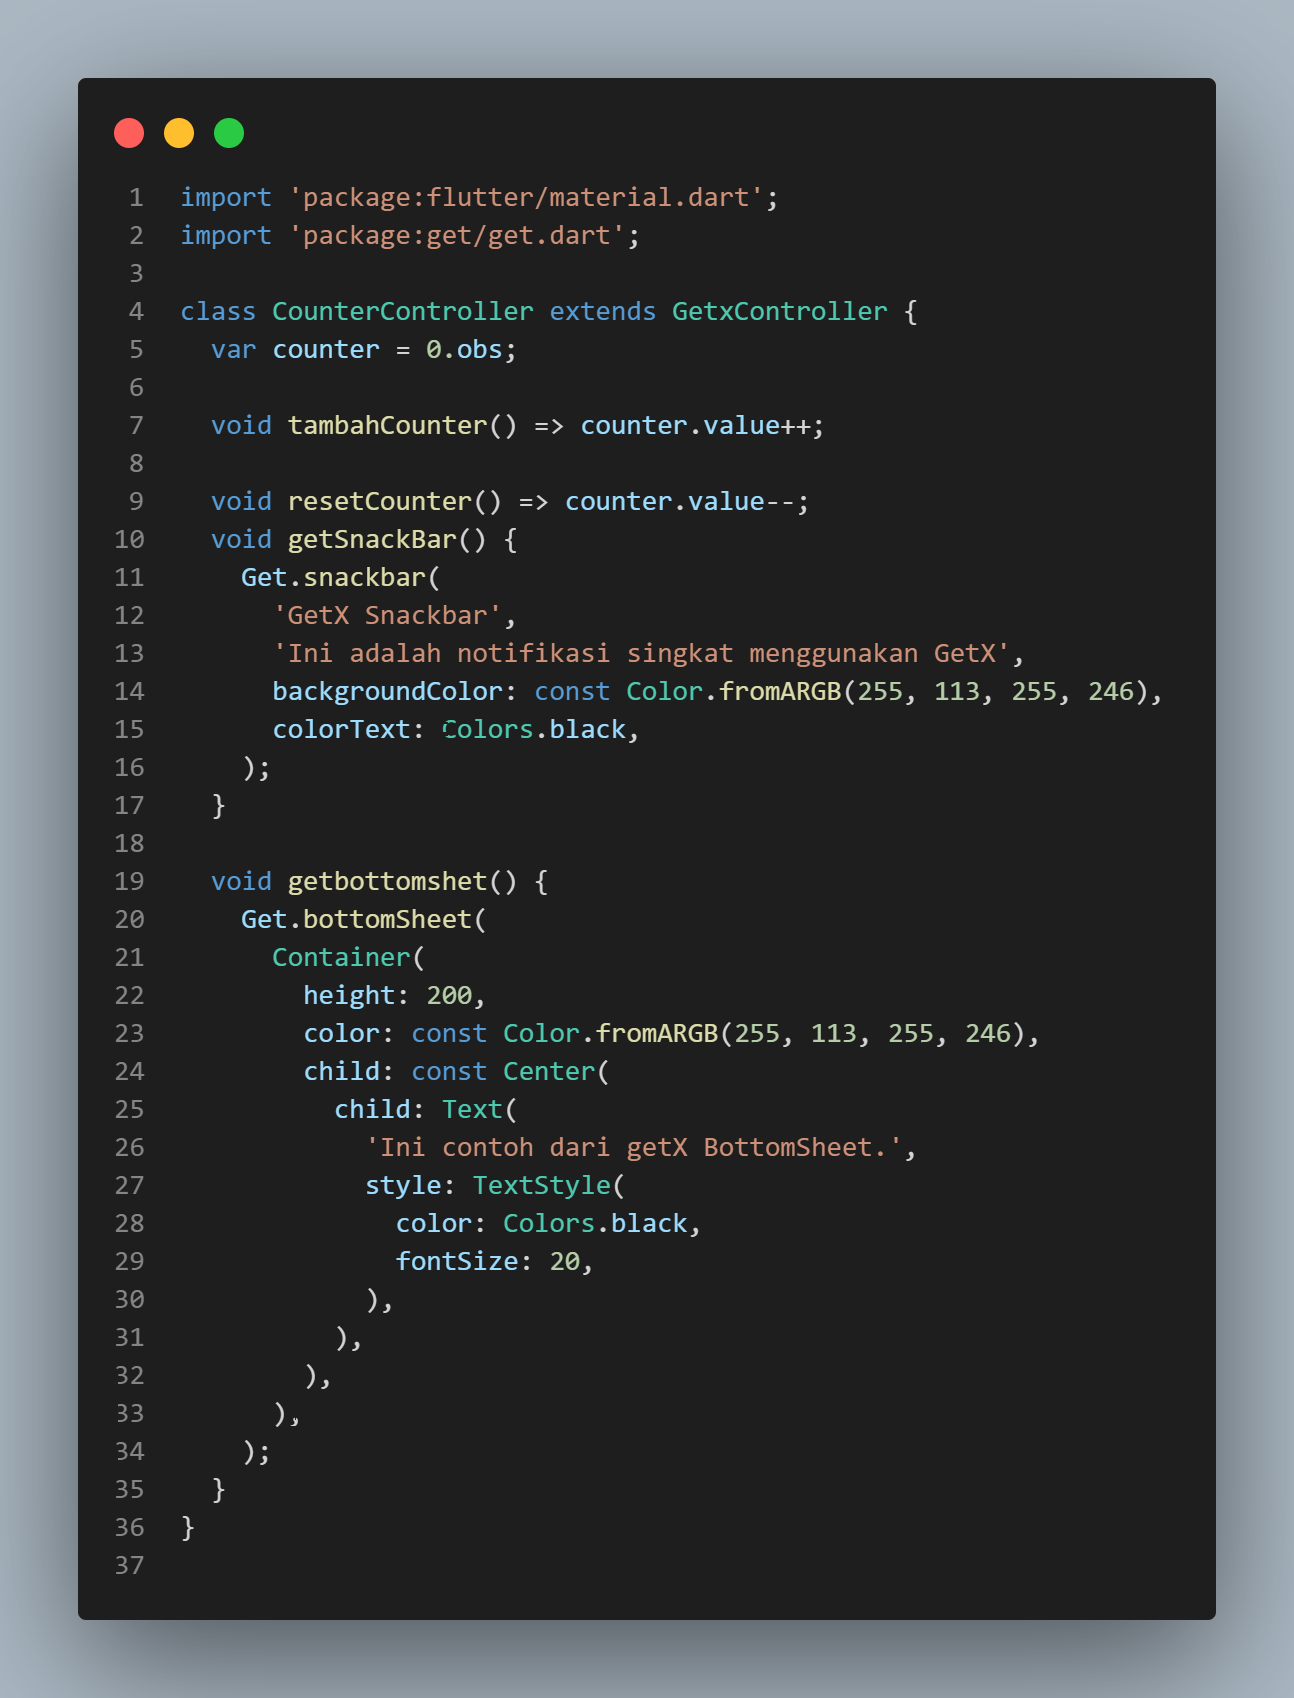 1 import 'package:flutter/material.dart';
2 import 'package:get/get.dart';
3
4 class CounterController extends GetxController {
5   var counter = 0.obs;
6
7   void tambahCounter() => counter.value++;
8
9   void resetCounter() => counter.value--;
10   void getSnackBar() {
11     Get.snackbar(
12       'GetX Snackbar',
13       'Ini adalah notifikasi singkat menggunakan GetX',
14       backgroundColor: const Color.fromARGB(255, 113, 255, 246),
15       colorText: Colors.black,
16     );
17   }
18
19   void getbottomshet() {
20     Get.bottomSheet(
21       Container(
22         height: 200,
23         color: const Color.fromARGB(255, 113, 255, 246),
24         child: const Center(
25           child: Text(
26             'Ini contoh dari getX BottomSheet.',
27             style: TextStyle(
28               color: Colors.black,
29               fontSize: 20,
30             ),
31           ),
32         ),
33       ),
34     );
35   }
36 }
37